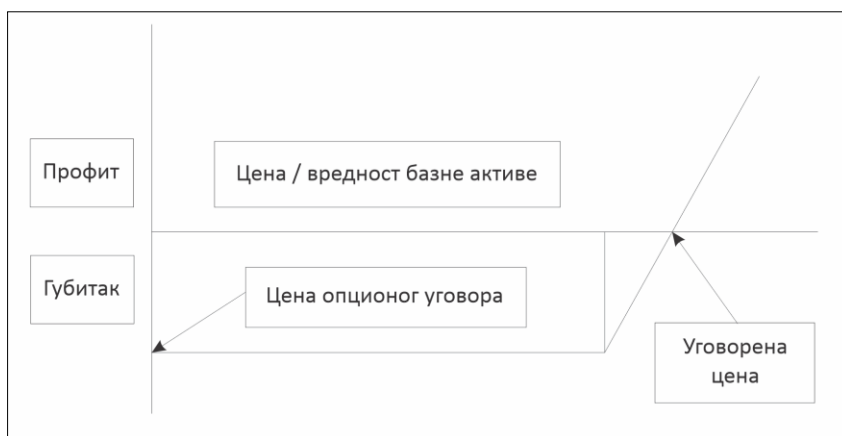 Профит
Цена / вредност базне активе
Губитак
Цена опционог уговора
Уговорена
цена